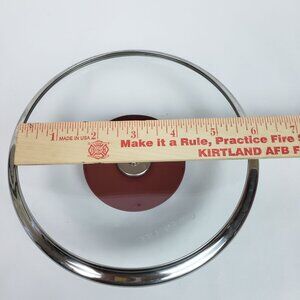 MADE IN USA 1 2 3 4 5 6 7
Make it a Rule, Practice Fire
KIRTLAND AFB F